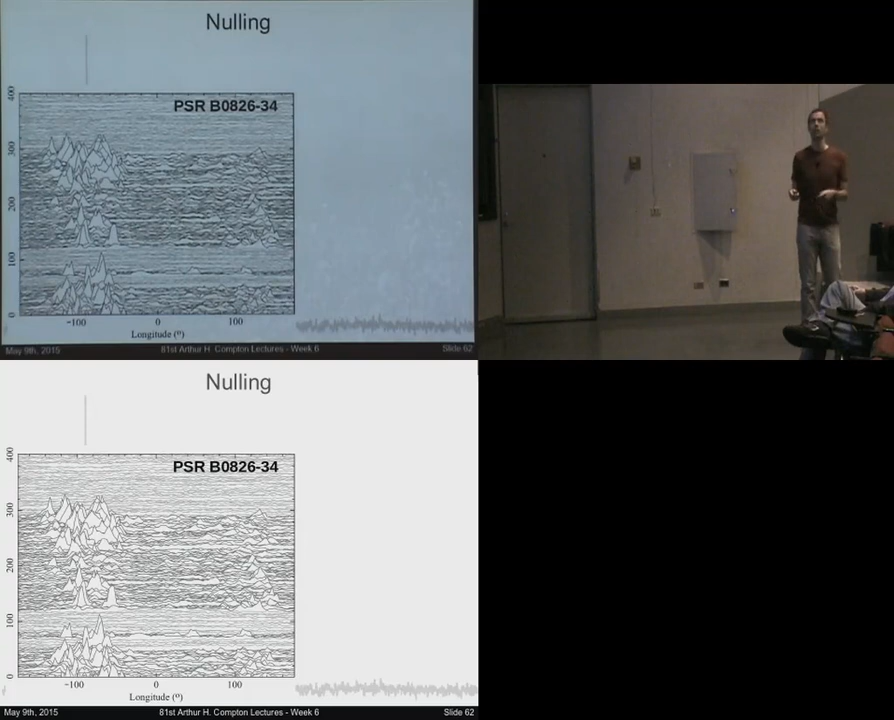 Nulling
PSR B0826-34
400
300
200
100
0
−100 0 100
Longitude (º)
May 9th, 2015 81st Arthur H. Compton Lectures - Week 6 Slide 62
Nulling
PSR B0826-34
400
300
200
100
0
−100 0 100
Longitude (º)
May 9th, 2015 81st Arthur H. Compton Lectures - Week 6 Slide 62